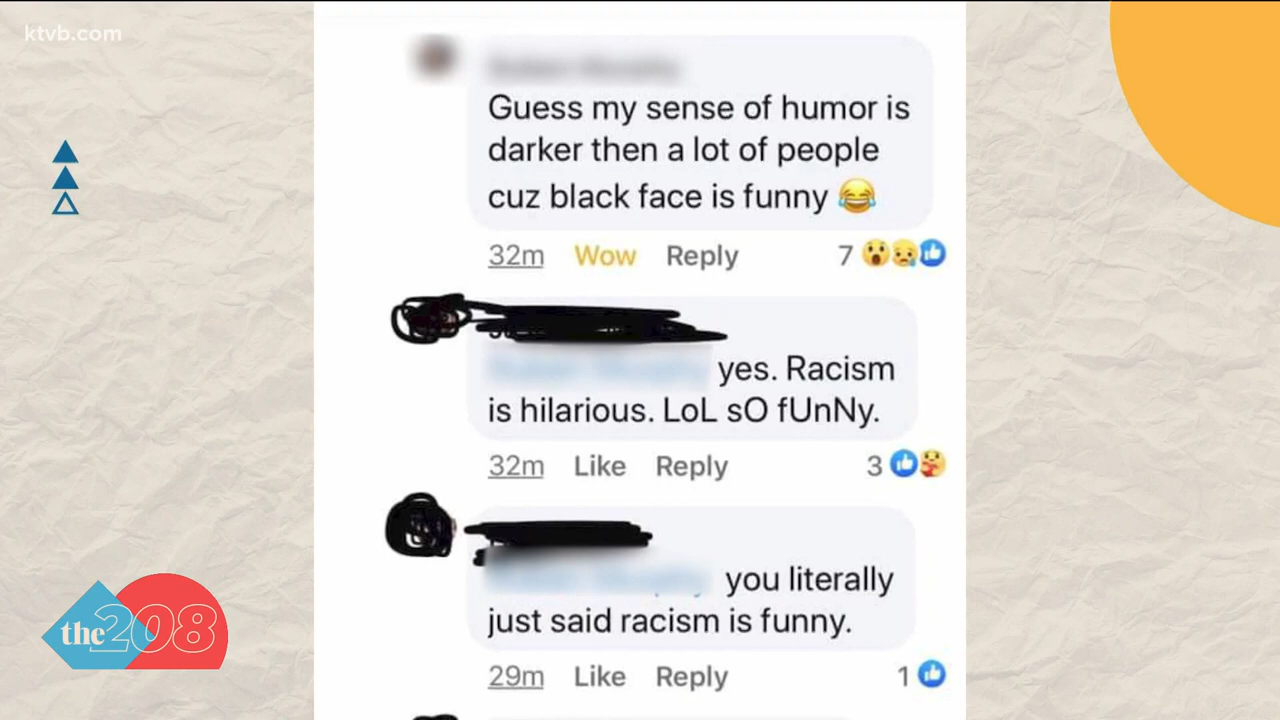 ktvb.com
Guess my sense of humor is
darker then a lot of people
cuz black face is funny 😂
32m Wow Reply 7
yes. Racism
is hilarious. LoL sO fUnNy.
32m Like Reply 3
you literally
just said racism is funny.
29m Like Reply 1
the 208